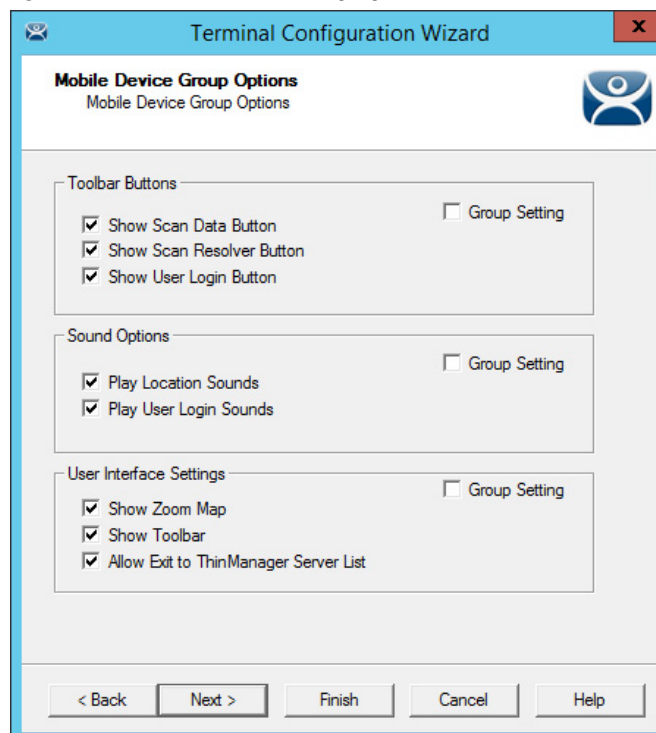 Terminal Configuration Wizard
x
Mobile Device Group Options
Mobile Device Group Options
Toolbar Buttons
Group Setting
Show Scan Data Button
Show Scan Resolver Button
Show User Login Button
Sound Options
Group Setting
Play Location Sounds
Play User Login Sounds
User Interface Settings
Group Setting
Show Zoom Map
Show Toolbar
Allow Exit to ThinManager Server List
< Back
Next >
Finish
Cancel
Help